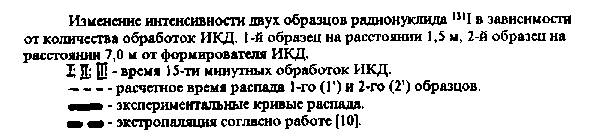 Изменение интенсивности двух образцов радионуклида ¹³¹I в зависимости
от количества обработок ИКД. 1-й образец на расстоянии 1,5 м, 2-й образец на
расстоянии 7,0 м от формирователя ИКД.
I; II; III - время 15-ти минутных обработок ИКД.
- - - - - расчетное время распада 1-го (1') и 2-го (2') образцов.
- экспериментальные кривые распада.
- экстрополяция согласно работе [10].